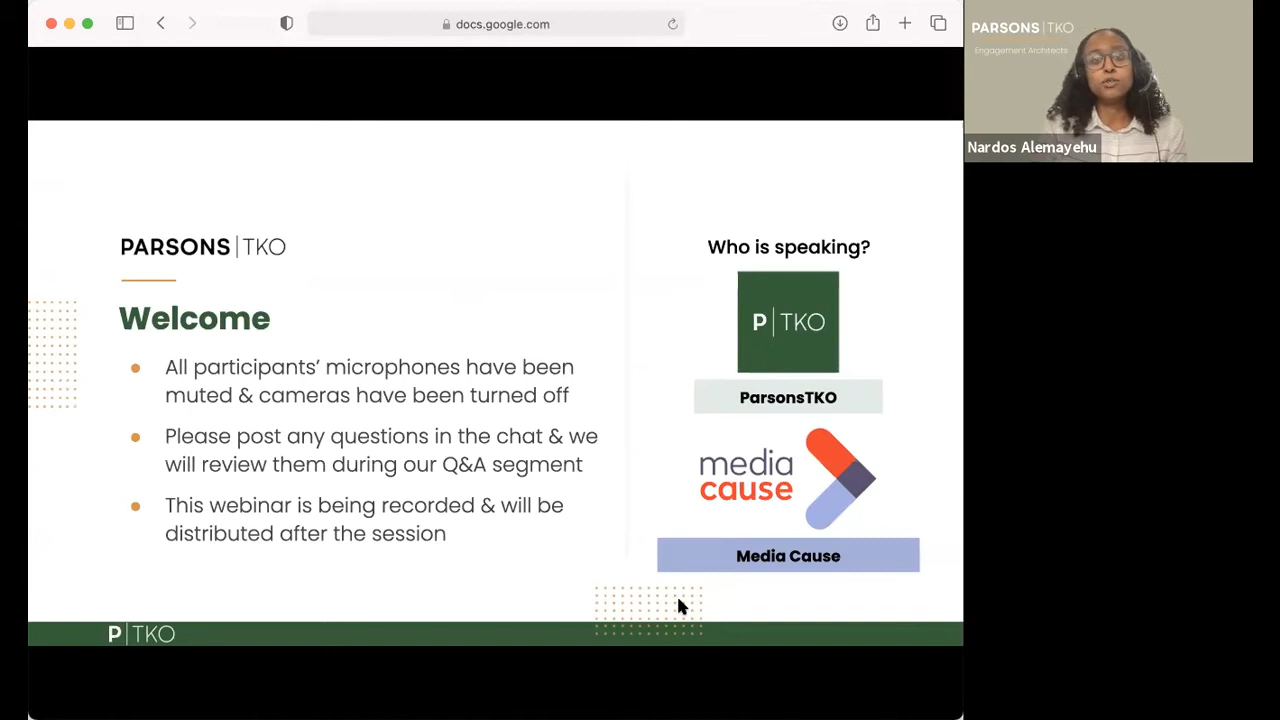 docs.google.com
PARSONS|TKO
Engagement Architects
Nardos Alemayehu
PARSONS|TKO
Welcome
All participants’ microphones have been
muted & cameras have been turned off
Please post any questions in the chat & we
will review them during our Q&A segment
This webinar is being recorded & will be
distributed after the session
Who is speaking?
P|TKO
ParsonsTKO
media
cause
Media Cause
P|TKO